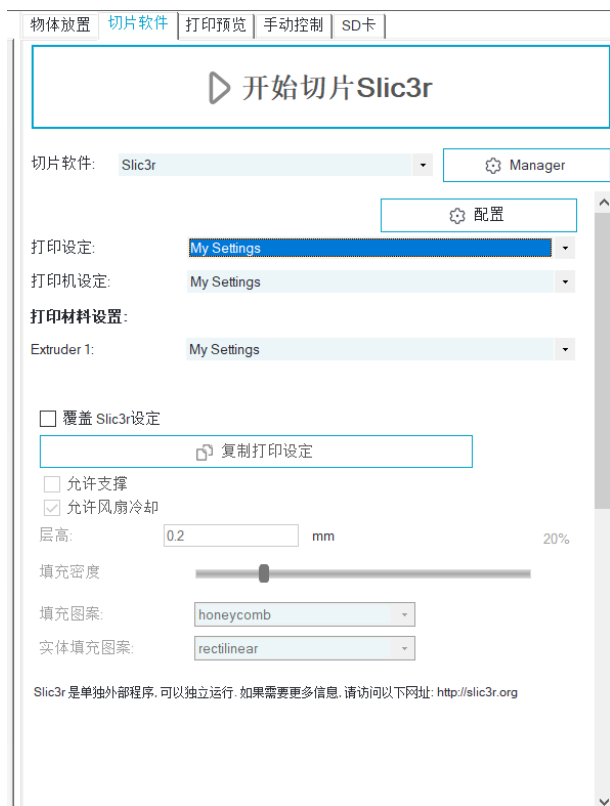 物体放置 切片软件 打印预览 手动控制 SD卡
开始切片Slic3r
切片软件: Slic3r Manager
配置
打印设定: My Settings
打印机设定: My Settings
打印材料设置:
Extruder 1: My Settings
覆盖 Slic3r设定
复制打印设定
允许支撑
允许风扇冷却
层高: 0.2 mm 20%
填充密度
填充图案: honeycomb
实体填充图案: rectilinear
Slic3r 是单独外部程序, 可以独立运行. 如果需要更多信息, 请访问以下网址: http://slic3r.org